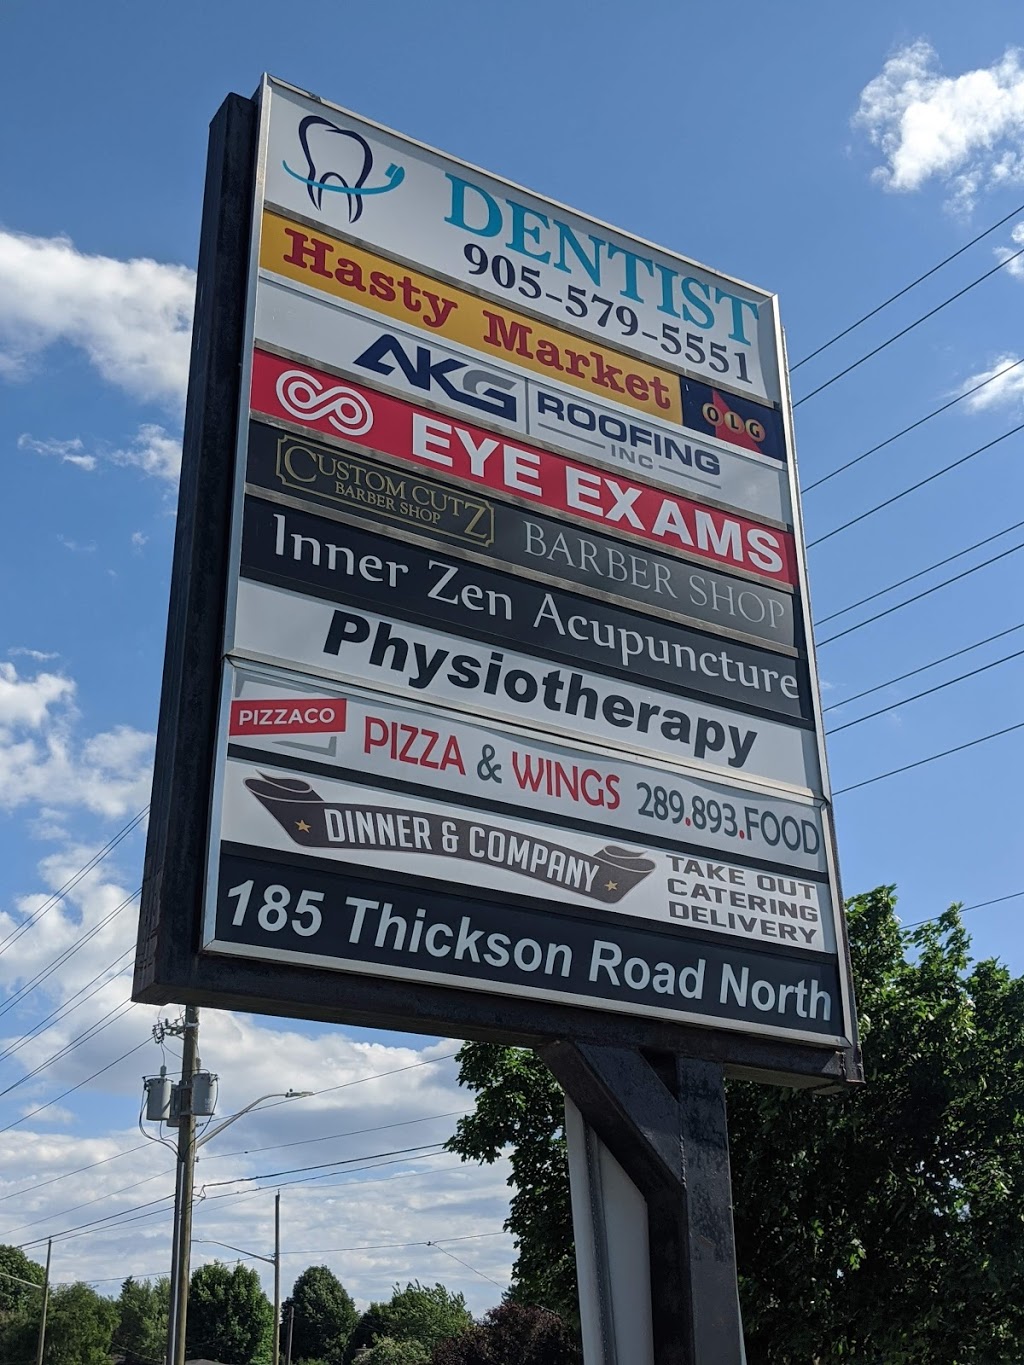 DENTIST
905-579-5551
Hasty Market
OLG
AKG
ROOFING
INC
EYE EXAMS
CUSTOM CUTZ
BARBER SHOP
BARBER SHOP
Inner Zen Acupuncture
Physiotherapy
PIZZACO
PIZZA & WINGS
289.893.FOOD
DINNER & COMPANY
TAKE OUT
CATERING
DELIVERY
185 Thickson Road North